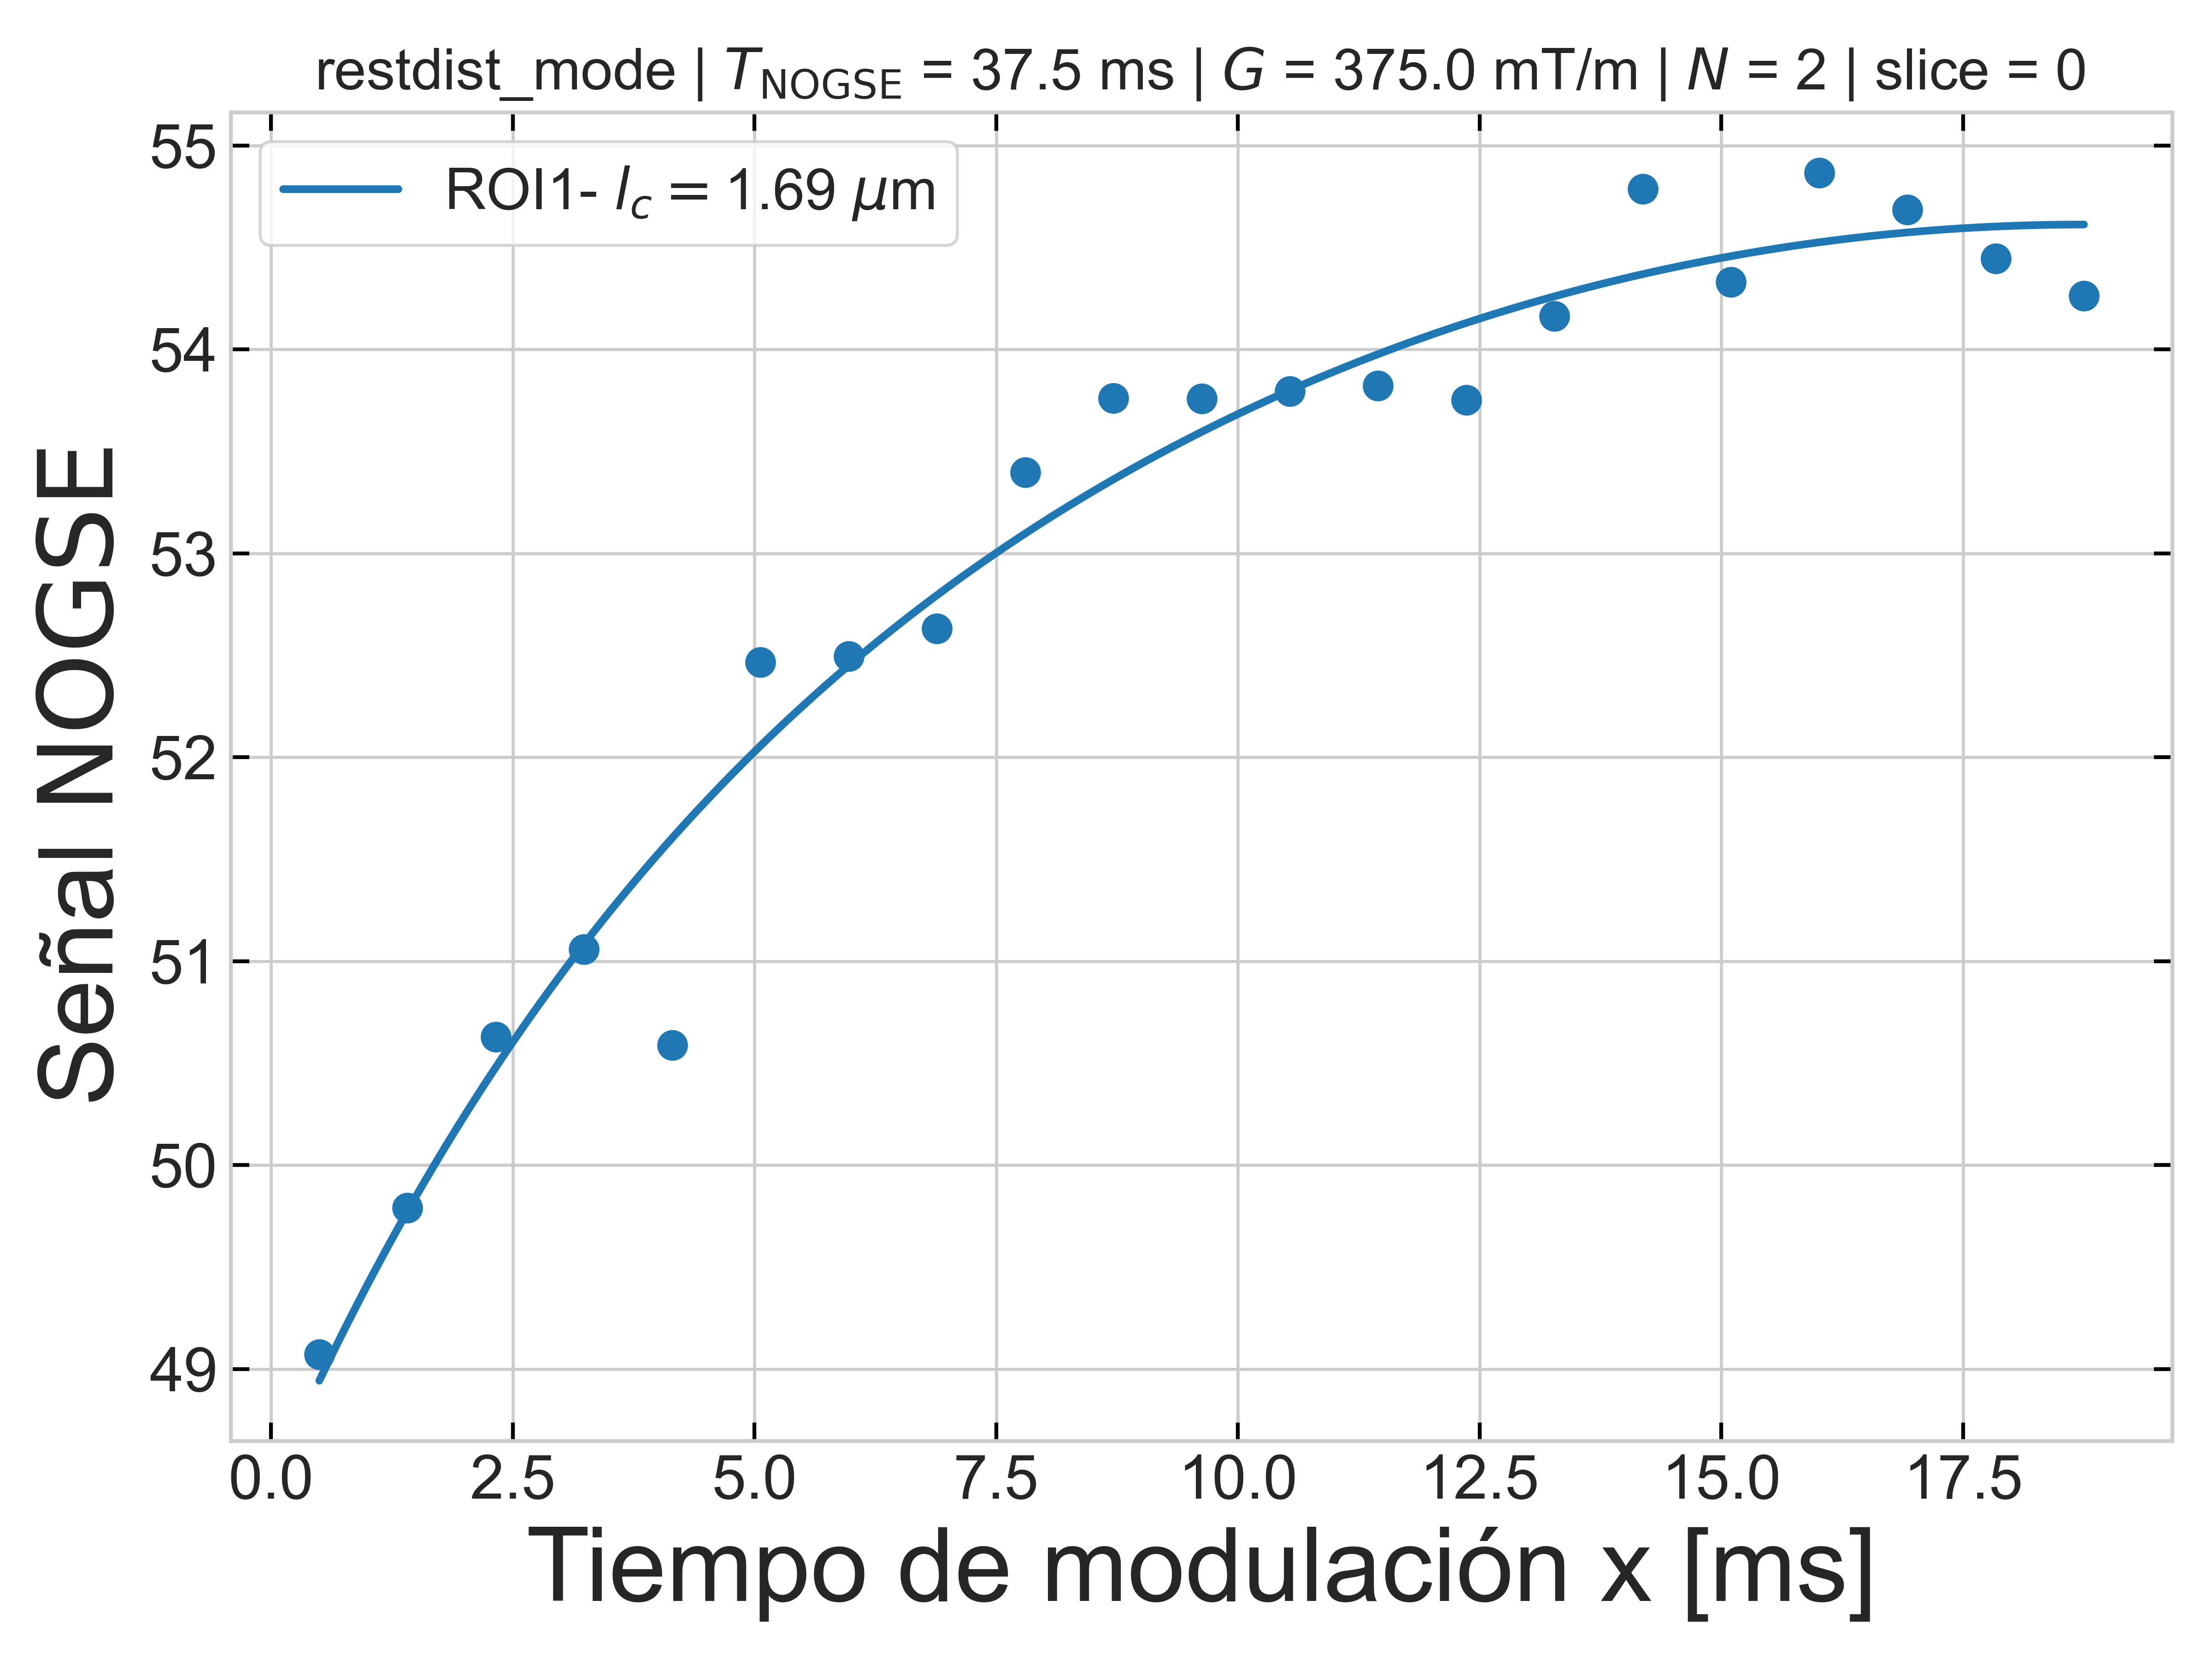 restdist_mode | T_NOGSE = 37.5 ms | G = 375.0 mT/m | N = 2 | slice = 0
ROI1- l_c = 1.69 μm
Señal NOGSE
55
54
53
52
51
50
49
0.0 2.5 5.0 7.5 10.0 12.5 15.0 17.5
Tiempo de modulación x [ms]